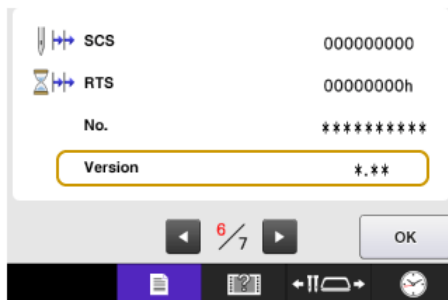 SCS 000000000
RTS 00000000h
No. **********
Version *.**
6/7
OK